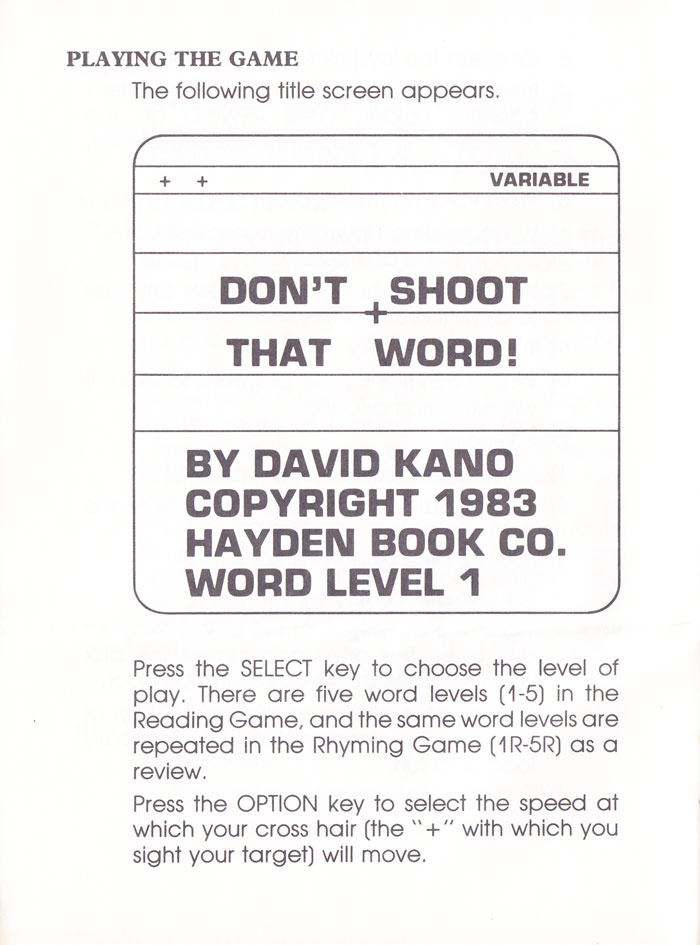 PLAYING THE GAME
The following title screen appears.
+ + VARIABLE
DON'T SHOOT
+
THAT WORD!
BY DAVID KANO
COPYRIGHT 1983
HAYDEN BOOK CO.
WORD LEVEL 1
Press the SELECT key to choose the level of
play. There are five word levels (1-5) in the
Reading Game, and the same word levels are
repeated in the Rhyming Game (1R-5R) as a
review.
Press the OPTION key to select the speed at
which your cross hair (the "+" with which you
sight your target) will move.